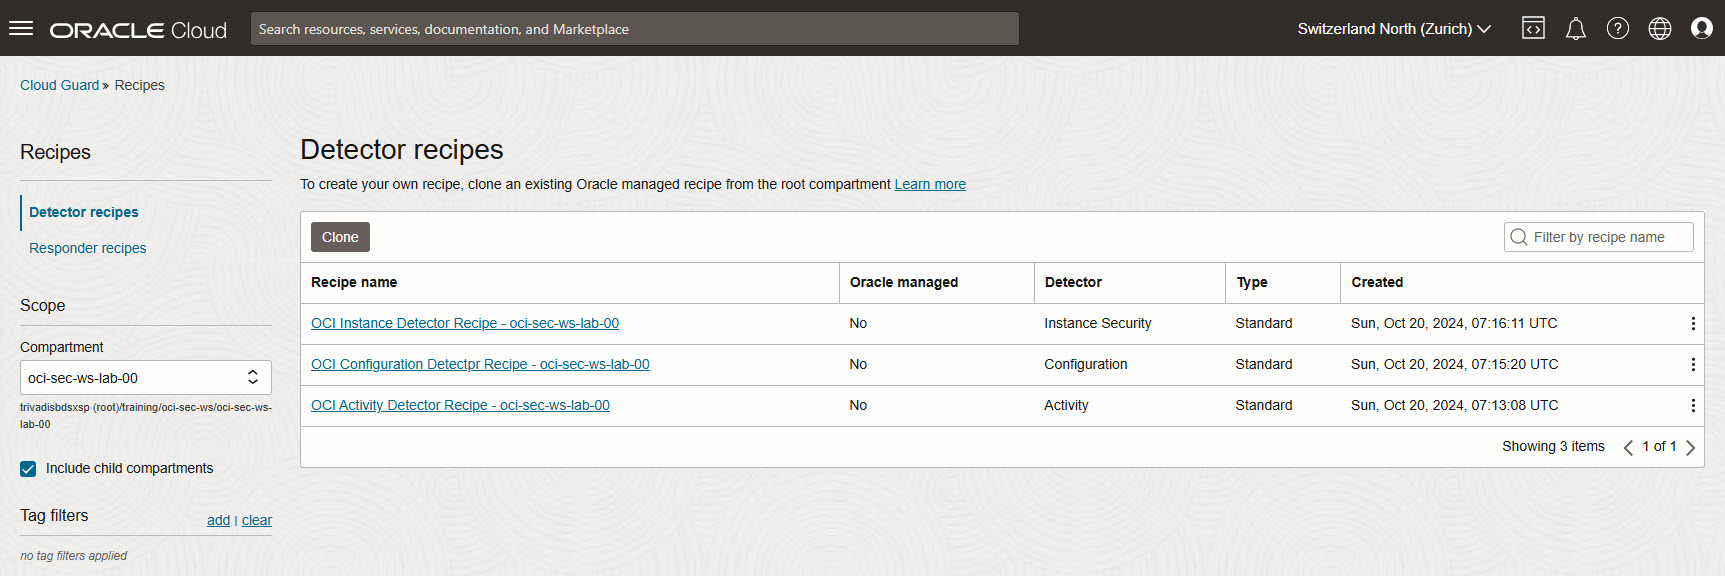 ORACLE Cloud
Search resources, services, documentation, and Marketplace
Switzerland North (Zurich)
Cloud Guard » Recipes
Recipes
Detector recipes
Responder recipes
Scope
Compartment
oci-sec-ws-lab-00
trivadisbdsxsp (root)/training/oci-sec-ws/oci-sec-ws-
lab-00
Include child compartments
Tag filters add | clear
no tag filters applied
Detector recipes
To create your own recipe, clone an existing Oracle managed recipe from the root compartment Learn more
Clone
Filter by recipe name
Recipe name Oracle managed Detector Type Created
OCI Instance Detector Recipe - oci-sec-ws-lab-00 No Instance Security Standard Sun, Oct 20, 2024, 07:16:11 UTC
OCI Configuration Detectpr Recipe - oci-sec-ws-lab-00 No Configuration Standard Sun, Oct 20, 2024, 07:15:20 UTC
OCI Activity Detector Recipe - oci-sec-ws-lab-00 No Activity Standard Sun, Oct 20, 2024, 07:13:08 UTC
Showing 3 items 1 of 1